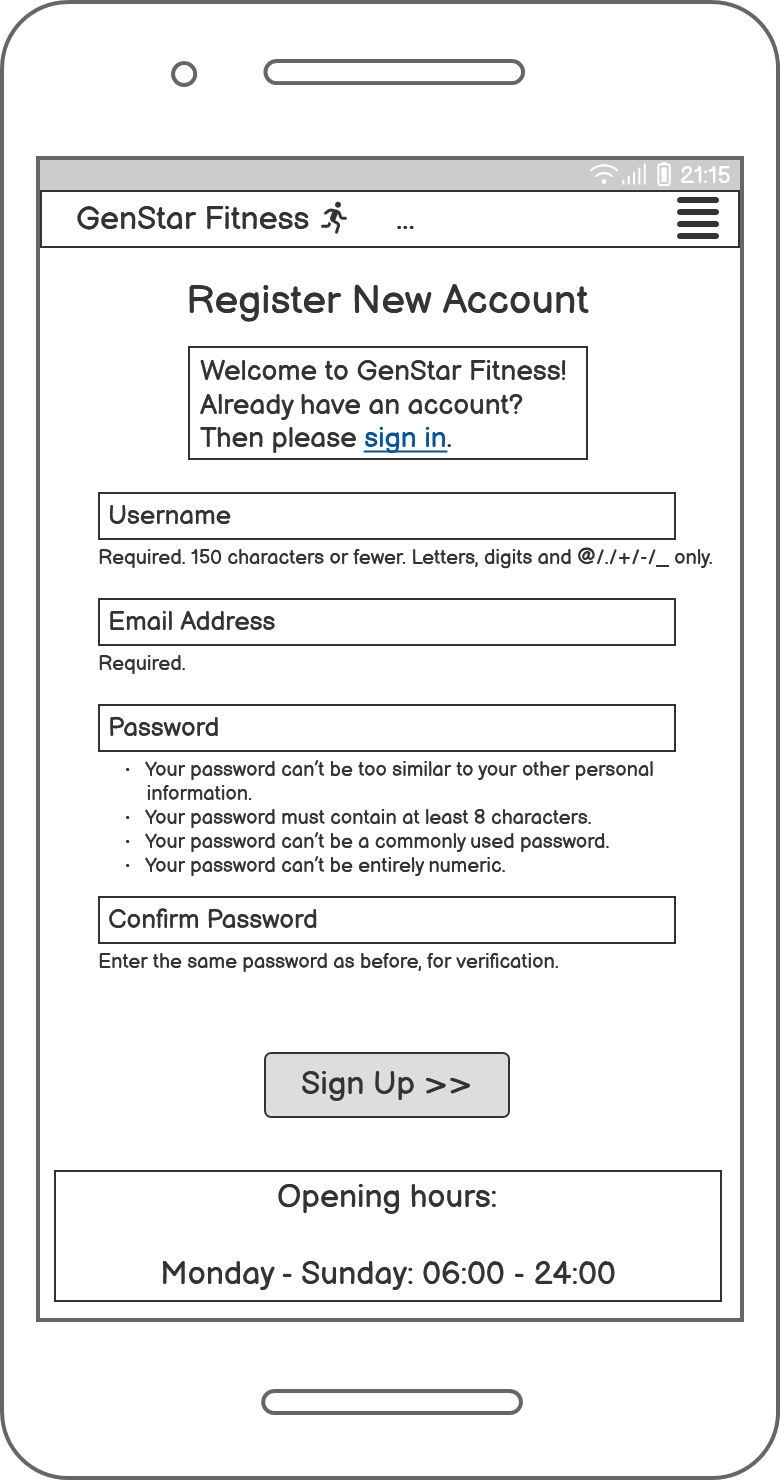 21:15
GenStar Fitness ...
Register New Account
Welcome to GenStar Fitness!
Already have an account?
Then please sign in.
Username
Required. 150 characters or fewer. Letters, digits and @/./+/-/_ only.
Email Address
Required.
Password
· Your password can't be too similar to your other personal
information.
· Your password must contain at least 8 characters.
· Your password can't be a commonly used password.
· Your password can't be entirely numeric.
Confirm Password
Enter the same password as before, for verification.
Sign Up >>
Opening hours:
Monday - Sunday: 06:00 - 24:00